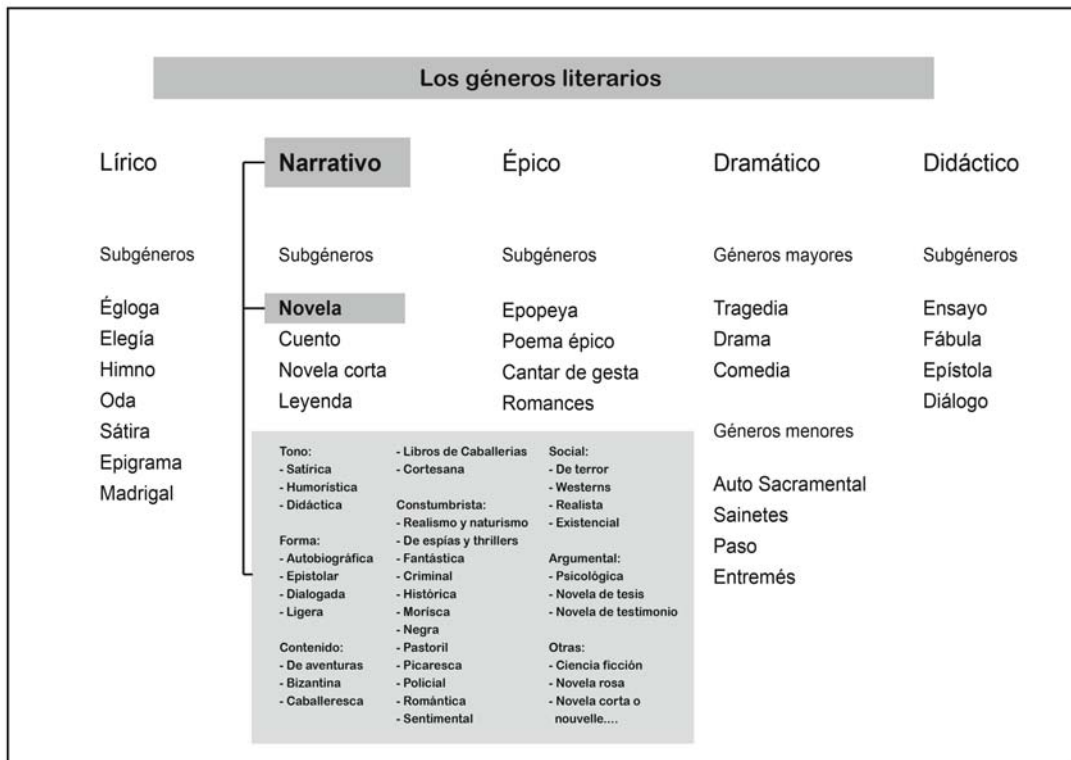 Los géneros literarios
Lírico
Subgéneros
Égloga
Elegía
Himno
Oda
Sátira
Epigrama
Madrigal
Narrativo
Subgéneros
Novela
Cuento
Novela corta
Leyenda
Épico
Subgéneros
Epopeya
Poema épico
Cantar de gesta
Romances
Dramático
Géneros mayores
Tragedia
Drama
Comedia
Géneros menores
Auto Sacramental
Sainetes
Paso
Entremés
Didáctico
Subgéneros
Ensayo
Fábula
Epístola
Diálogo
Tono:
- Satírica
- Humorística
- Didáctica
Forma:
- Autobiográfica
- Epistolar
- Dialogada
- Ligera
Contenido:
- De aventuras
- Bizantina
- Caballeresca
- Libros de Caballerias
- Cortesana
Constumbrista:
- Realismo y naturismo
- De espías y thrillers
- Fantástica
- Criminal
- Histórica
- Morísca
- Negra
- Pastoril
- Picaresca
- Policial
- Romántica
- Sentimental
Social:
- De terror
- Westerns
- Realista
- Existencial
Argumental:
- Psicológica
- Novela de tesis
- Novela de testimonio
Otras:
- Ciencia ficción
- Novela rosa
- Novela corta o
nouvelle....